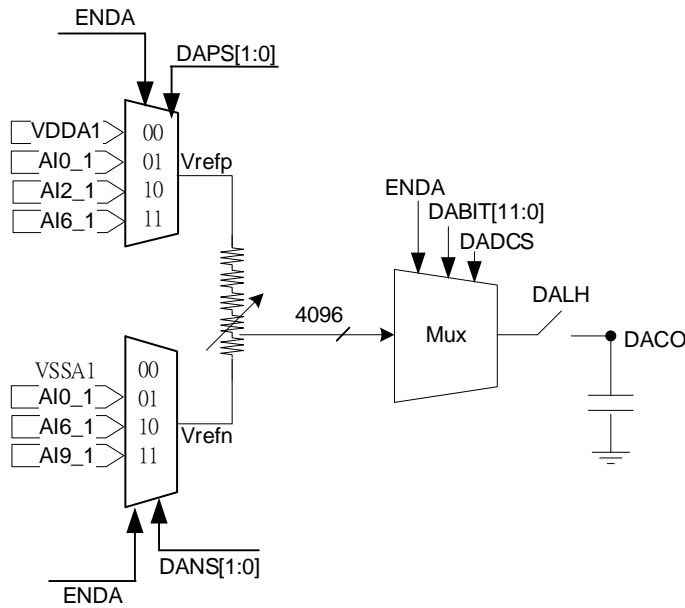 ENDA
DAPS[1:0]
VDDA1 00
AI0_1 01 Vrefp
AI2_1 10
AI6_1 11
ENDA
DABIT[11:0]
DADCS
4096
Mux
DALH
DACO
VSSA1 00
AI0_1 01
AI6_1 10
Vrefn
AI9_1 11
DANS[1:0]
ENDA